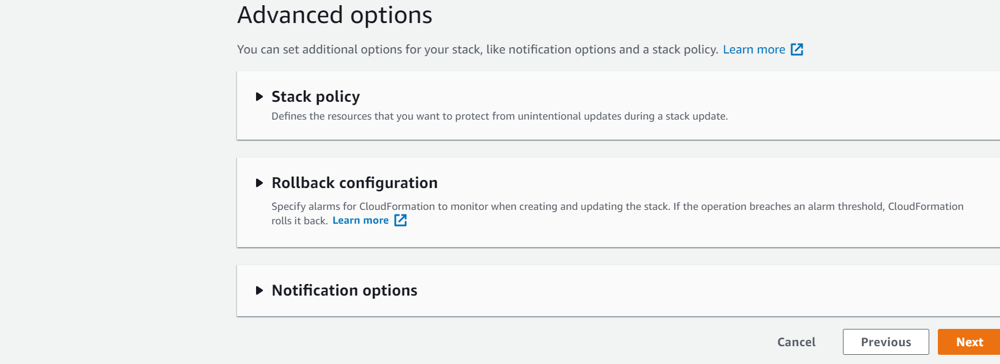 Advanced options
You can set additional options for your stack, like notification options and a stack policy. Learn more
Stack policy
Defines the resources that you want to protect from unintentional updates during a stack update.
Rollback configuration
Specify alarms for CloudFormation to monitor when creating and updating the stack. If the operation breaches an alarm threshold, CloudFormation
rolls it back. Learn more
Notification options
Cancel Previous Next